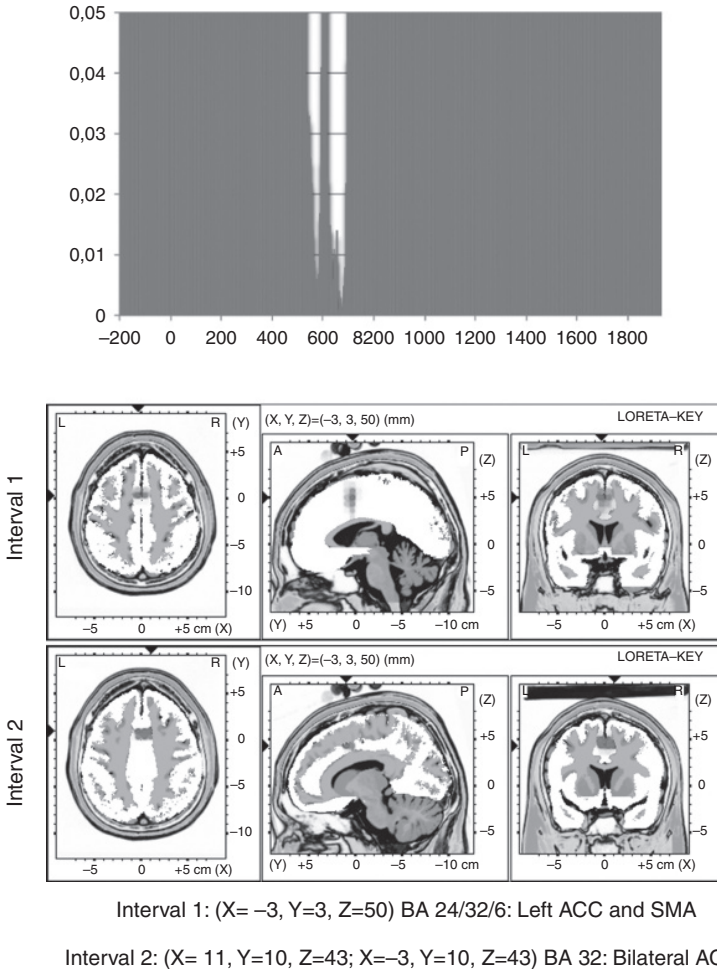 0,05
0,04
0,03
0,02
0,01
0
–200 0 200 400 600 8200 1000 1200 1400 1600 1800
Interval 1
L R (Y)
+5
0
–5
–10
–5 0 +5 cm (X)
(X, Y, Z)=(–3, 3, 50) (mm)
LORETA–KEY
A P (Z)
+5
0
–5
(Y) +5 0 –5 –10 cm
L R (Z)
+5
0
–5
–5 0 +5 cm (X)
Interval 2
L R (Y)
+5
0
–5
–10
–5 0 +5 cm (X)
(X, Y, Z)=(–3, 3, 50) (mm)
LORETA–KEY
A P (Z)
+5
0
–5
(Y) +5 0 –5 –10 cm
L R (Z)
+5
0
–5
–5 0 +5 cm (X)
Interval 1: (X= –3, Y=3, Z=50) BA 24/32/6: Left ACC and SMA
Interval 2: (X= 11, Y=10, Z=43; X=–3, Y=10, Z=43) BA 32: Bilateral